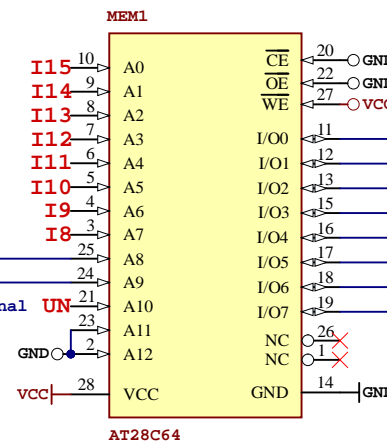 MEM1
I15 10 A0 CE 20 GND
I14 9 A1 OE 22 GND
I13 8 A2 WE 27 VCC
I12 7 A3 I/O0 11
I11 6 A4 I/O1 12
I10 5 A5 I/O2 13
I9 4 A6 I/O3 15
I8 3 A7 I/O4 16
25 A8 I/O5 17
24 A9 I/O6 18
nal UN 21 A10 I/O7 19
23 A11 NC 26
GND 2 A12 NC 1
VCC 28 VCC GND 14 GND
AT28C64